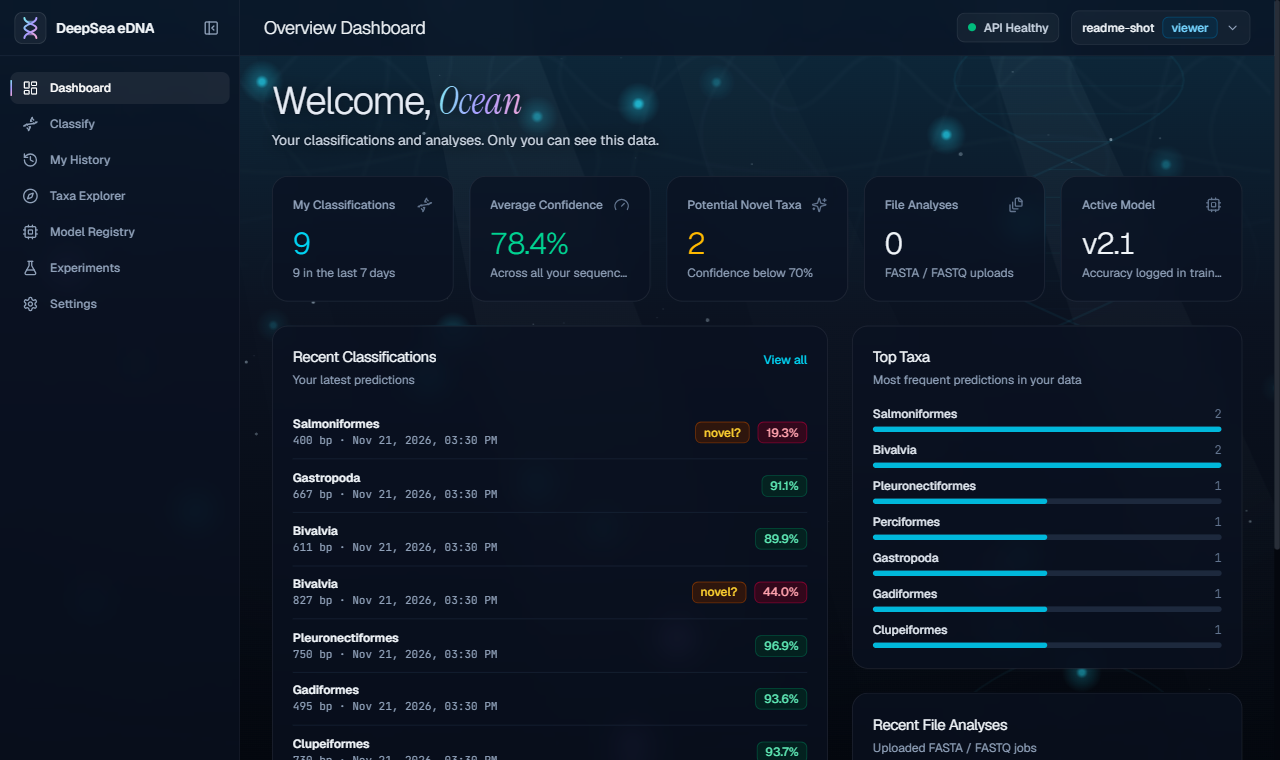 DeepSea eDNA
Overview Dashboard
API Healthy
readme-shot viewer
Dashboard
Classify
My History
Taxa Explorer
Model Registry
Experiments
Settings
Welcome, Ocean
Your classifications and analyses. Only you can see this data.
My Classifications
9
9 in the last 7 days
Average Confidence
78.4%
Across all your sequenc...
Potential Novel Taxa
2
Confidence below 70%
File Analyses
0
FASTA / FASTQ uploads
Active Model
v2.1
Accuracy logged in train...
Recent Classifications
View all
Your latest predictions
Salmoniformes
400 bp · Nov 21, 2026, 03:30 PM
novel? 19.3%
Gastropoda
667 bp · Nov 21, 2026, 03:30 PM
91.1%
Bivalvia
611 bp · Nov 21, 2026, 03:30 PM
89.9%
Bivalvia
827 bp · Nov 21, 2026, 03:30 PM
novel? 44.0%
Pleuronectiformes
750 bp · Nov 21, 2026, 03:30 PM
96.9%
Gadiformes
495 bp · Nov 21, 2026, 03:30 PM
93.6%
Clupeiformes
bp · Nov 21, 2026, 03:30 PM
93.7%
Top Taxa
Most frequent predictions in your data
Salmoniformes 2
Bivalvia 2
Pleuronectiformes 1
Perciformes 1
Gastropoda 1
Gadiformes 1
Clupeiformes 1
Recent File Analyses
Uploaded FASTA / FASTQ jobs